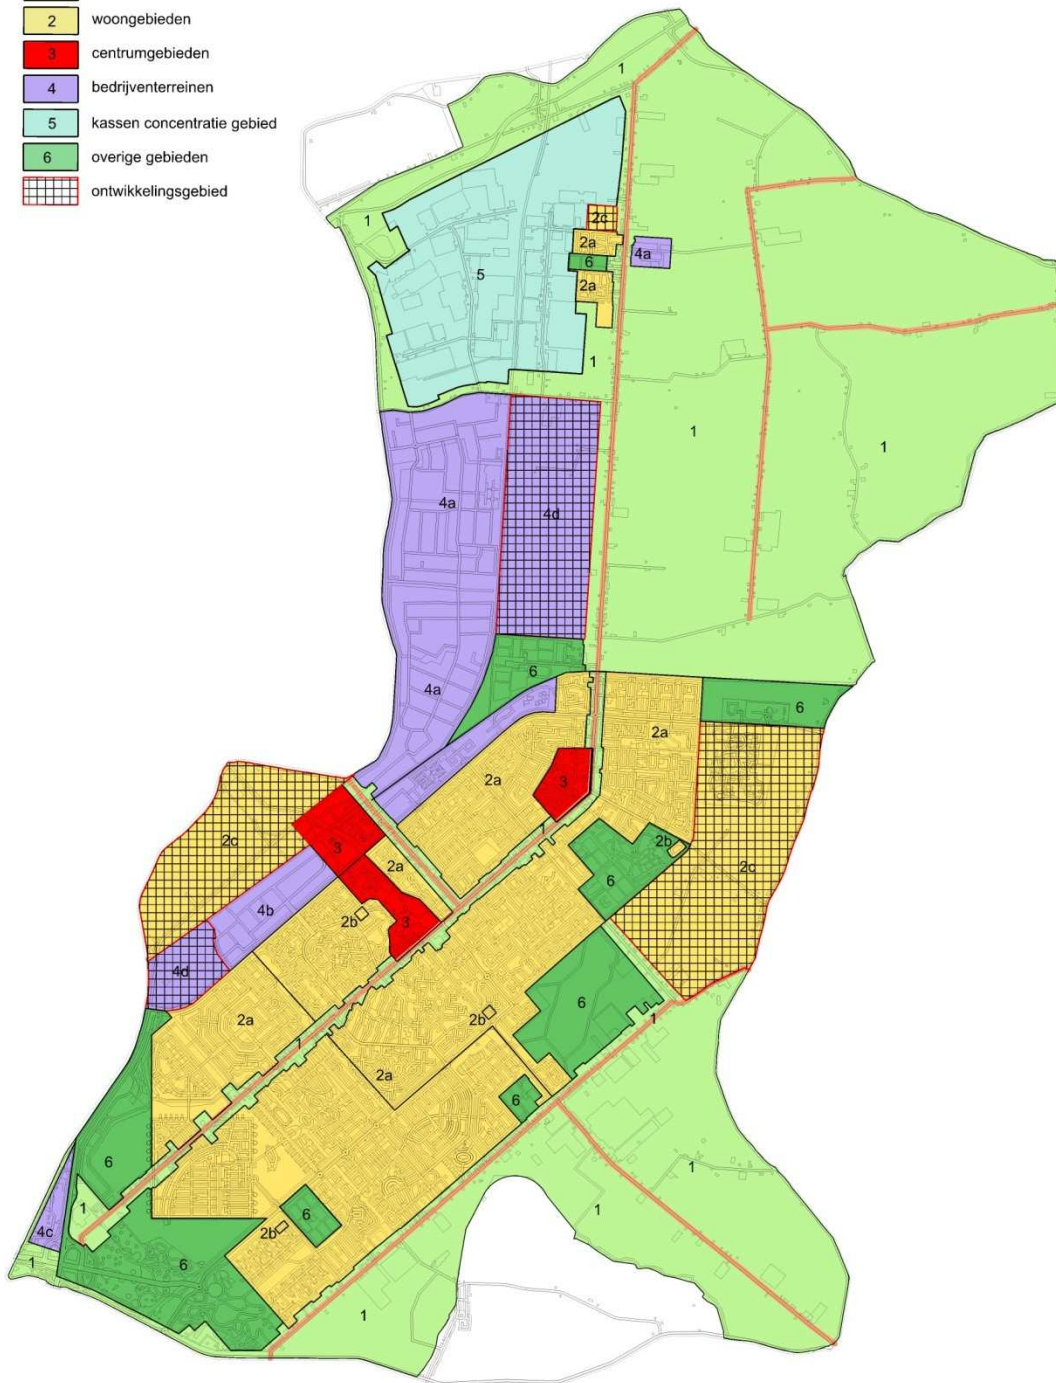 2 woongebieden
3 centrumgebieden
4 bedrijventerreinen
5 kassen concentratie gebied
6 overige gebieden
ontwikkelingsgebied
1
1
2c
2a
4a
6
5
2a
1
1
1
4a
4d
6
4a
6
2a
2a
3
2b
3
2c
2a
2c
6
4b
2b
3
4d
6
2a
2b
1
1
2a
6
6
1
1
6
1
4c
2b
6
1
6
1